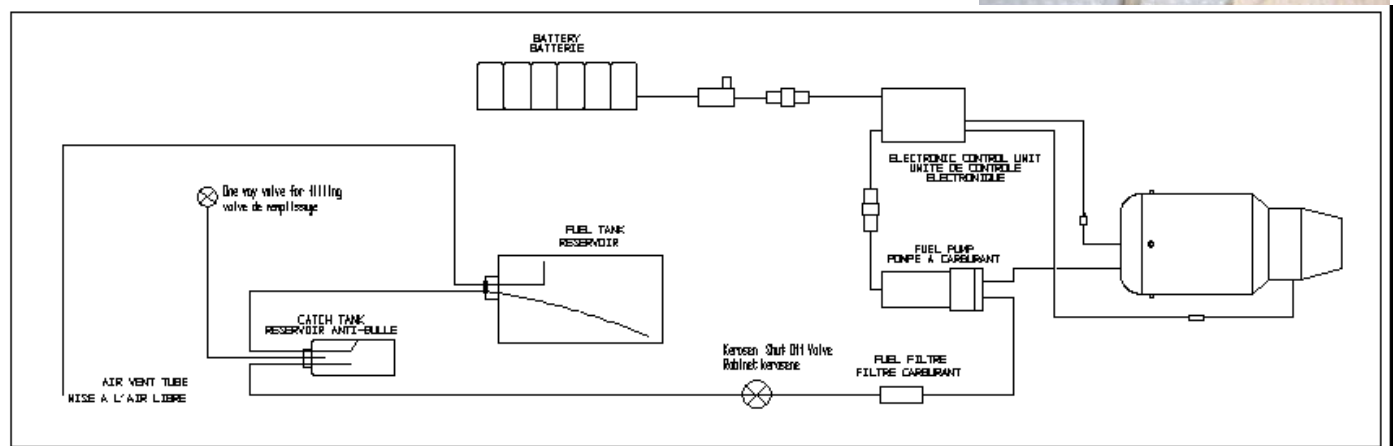 BATTERY
BATTERIE
ELECTRONIC CONTROL UNIT
UNITE DE CONTROLE
ELECTRONIQUE
One way valve for filling
valve de remplissage
FUEL TANK
RESERVOIR
FUEL PUMP
POMPE A CARBURANT
CATCH TANK
RESERVOIR ANTI-BULLE
Kerosen Shut Off Valve
Robinet kerosene
FUEL FILTRE
FILTRE CARBURANT
AIR VENT TUBE
MISE A L'AIR LIBRE